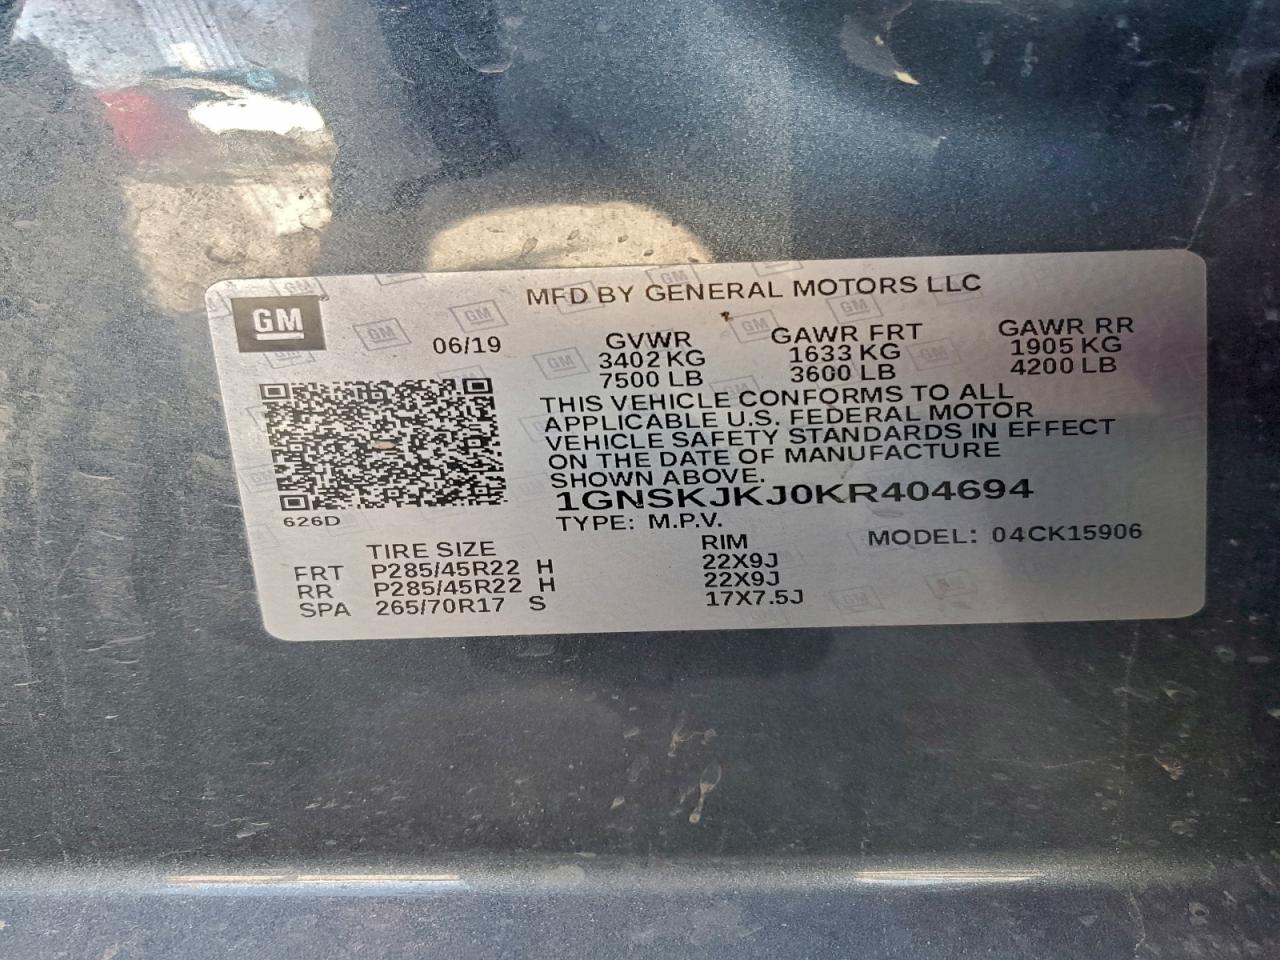 GM
MFD BY GENERAL MOTORS LLC
06/19
GVWR GAWR FRT GAWR RR
3402 KG 1633 KG 1905 KG
7500 LB 3600 LB 4200 LB
THIS VEHICLE CONFORMS TO ALL
APPLICABLE U.S. FEDERAL MOTOR
VEHICLE SAFETY STANDARDS IN EFFECT
ON THE DATE OF MANUFACTURE
SHOWN ABOVE.
1GNSKJKJ0KR404694
626D
TYPE: M.P.V.
MODEL: 04CK15906
TIRE SIZE RIM
FRT P285/45R22 H 22X9J
RR P285/45R22 H 22X9J
SPA 265/70R17 S 17X7.5J